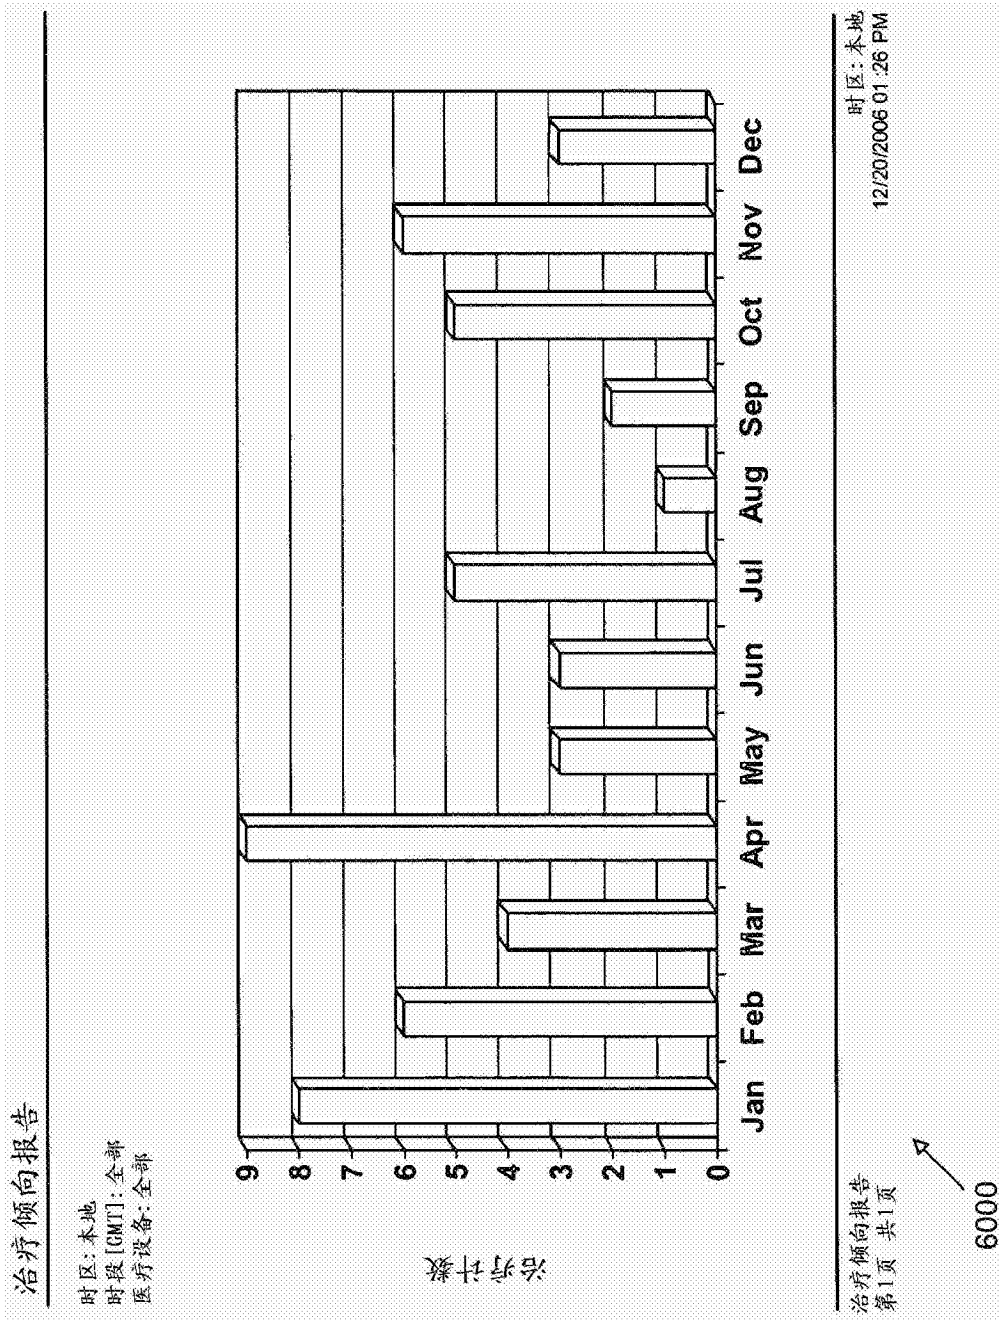 治疗倾向报告
时区:本地
时段[GMT]:全部
医疗设备:全部
治疗计数
9
8
7
6
5
4
3
2
1
0
Jan Feb Mar Apr May Jun Jul Aug Sep Oct Nov Dec
治疗倾向报告
第1页 共1页
时区:本地
12/20/2006 01:26 PM
6000